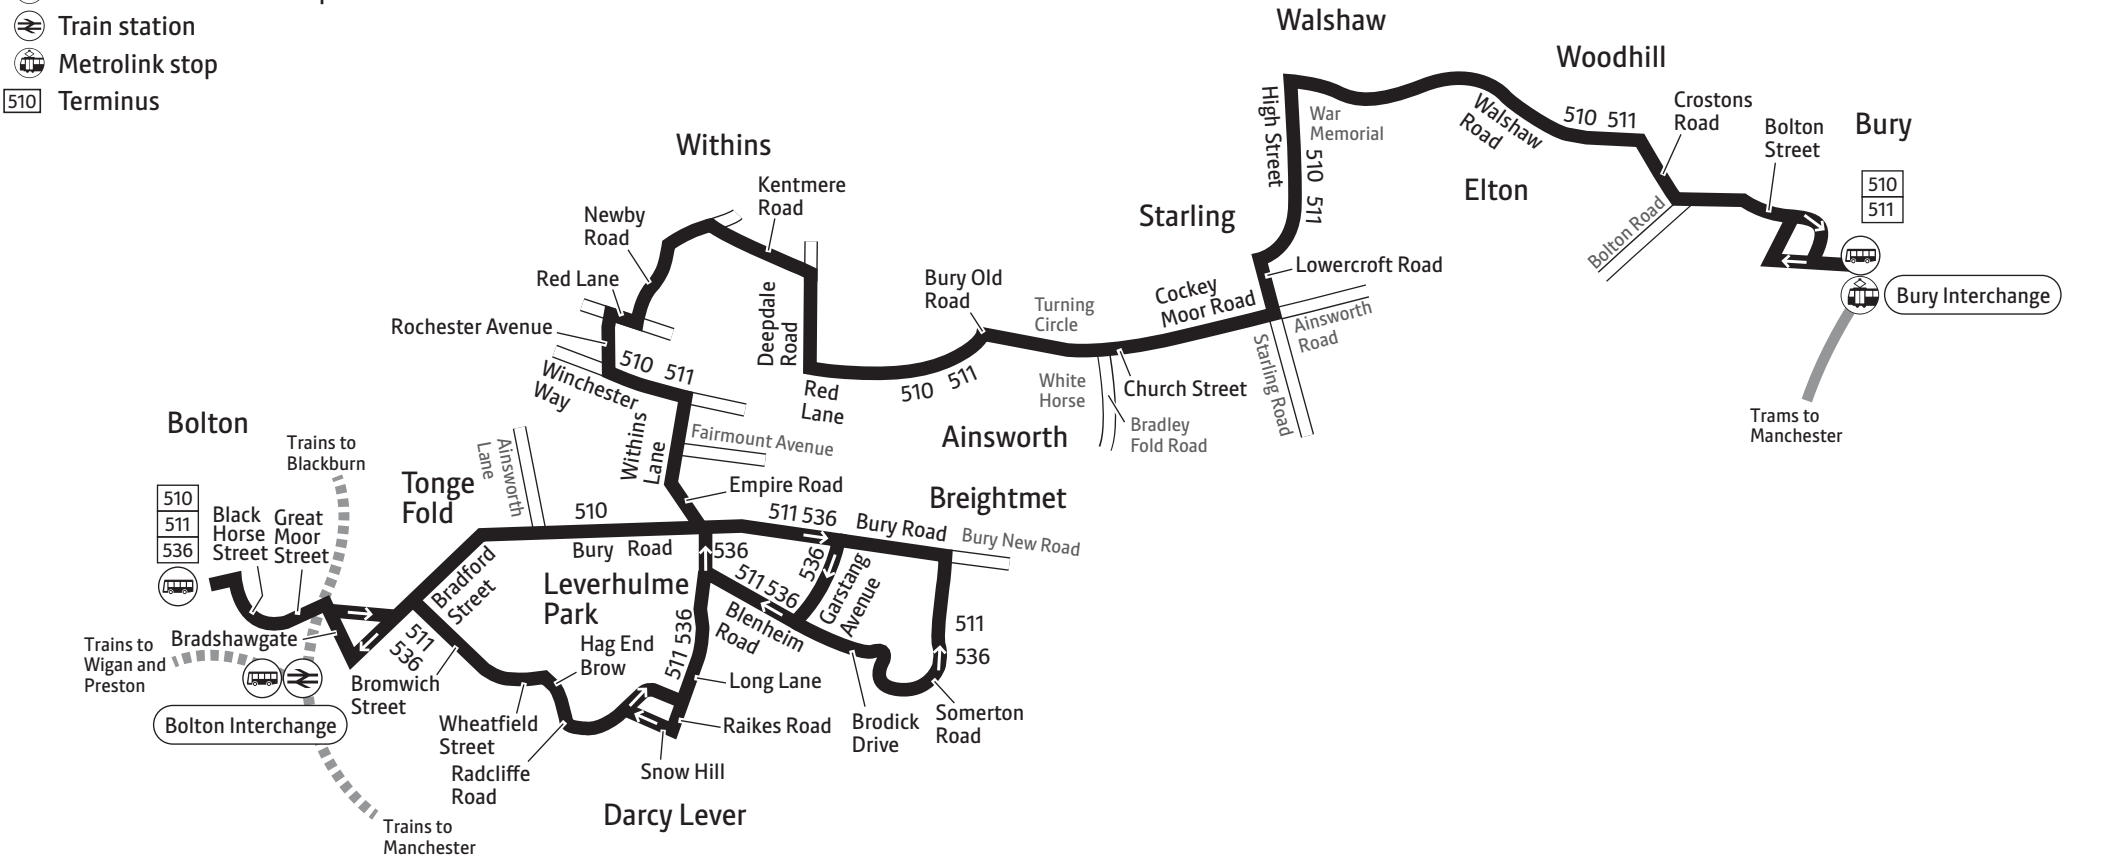 Train station
Metrolink stop
510 Terminus
Walshaw
Woodhill
Crostons
Road
Bolton
Street
Bury
510
511
High Street
War
Memorial
Walshaw
Road
510 511
510 511
Withins
Kentmere
Road
Newby
Road
Red Lane
Rochester Avenue
Elton
Starling
Bolton Road
Lowercroft Road
Bury Interchange
Bury Old
Road
Turning
Circle
Cockey
Moor Road
Ainsworth
Road
Starling Road
Deepdale
Road
510 511
Winchester
Way
Red
Lane
510 511
White
Horse
Church Street
Bradley
Fold Road
Ainsworth
Trams to
Manchester
Bolton
Trains to
Blackburn
Tonge
Fold
Ainsworth
Lane
Withins
Lane
Fairmount Avenue
Empire Road
Breightmet
510
511
536
Black
Horse
Street
Great
Moor
Street
510
Bury Road
511 536
Bury Road
Bury New Road
Bradford
Street
Leverhulme
Park
536
511 536
536
Garstang
Avenue
Blenheim
Road
511
536
Trains to
Wigan and
Preston
Bradshawgate
511
536
Hag End
Brow
511 536
Bromwich
Street
Long Lane
Bolton Interchange
Wheatfield
Street
Raikes Road
Brodick
Drive
Somerton
Road
Radcliffe
Road
Snow Hill
Darcy Lever
Trains to
Manchester